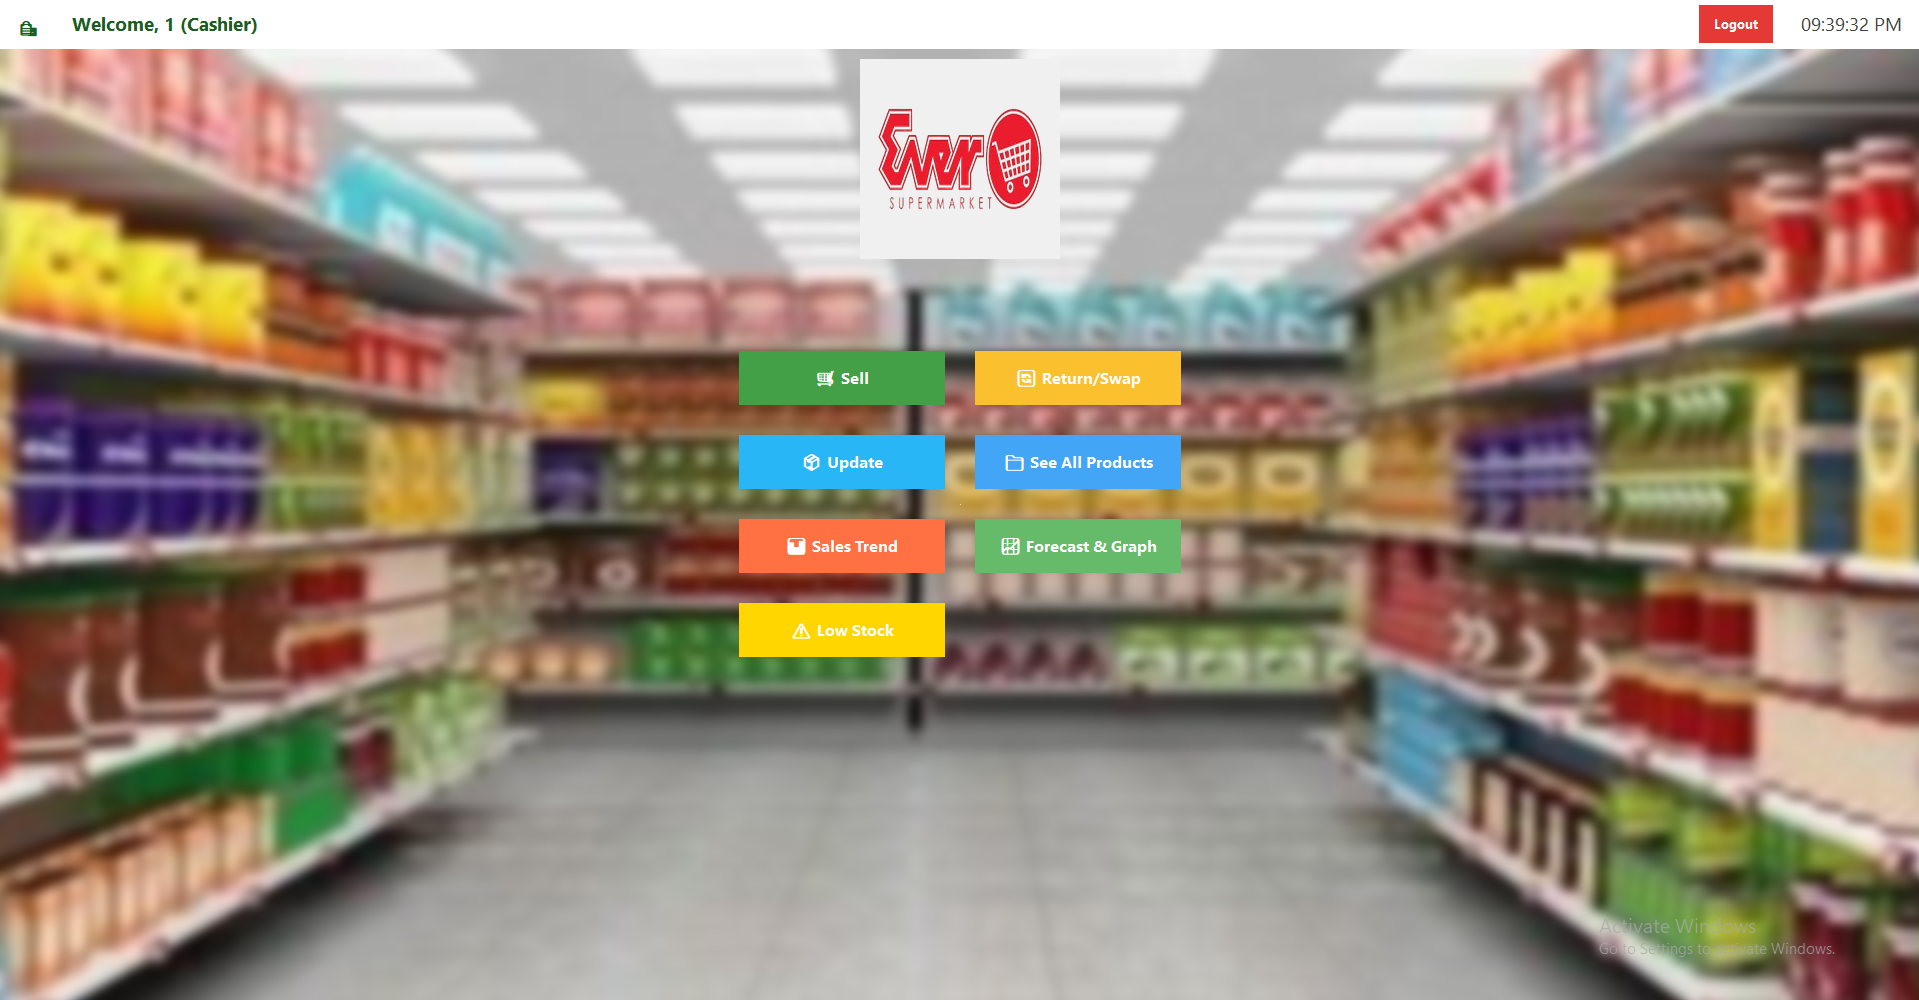 Welcome, 1 (Cashier)
Logout
09:39:32 PM
Ever
SUPERMARKET
Sell
Return/Swap
Update
See All Products
Sales Trend
Forecast & Graph
Low Stock
Activate Windows
Go to Settings to activate Windows.